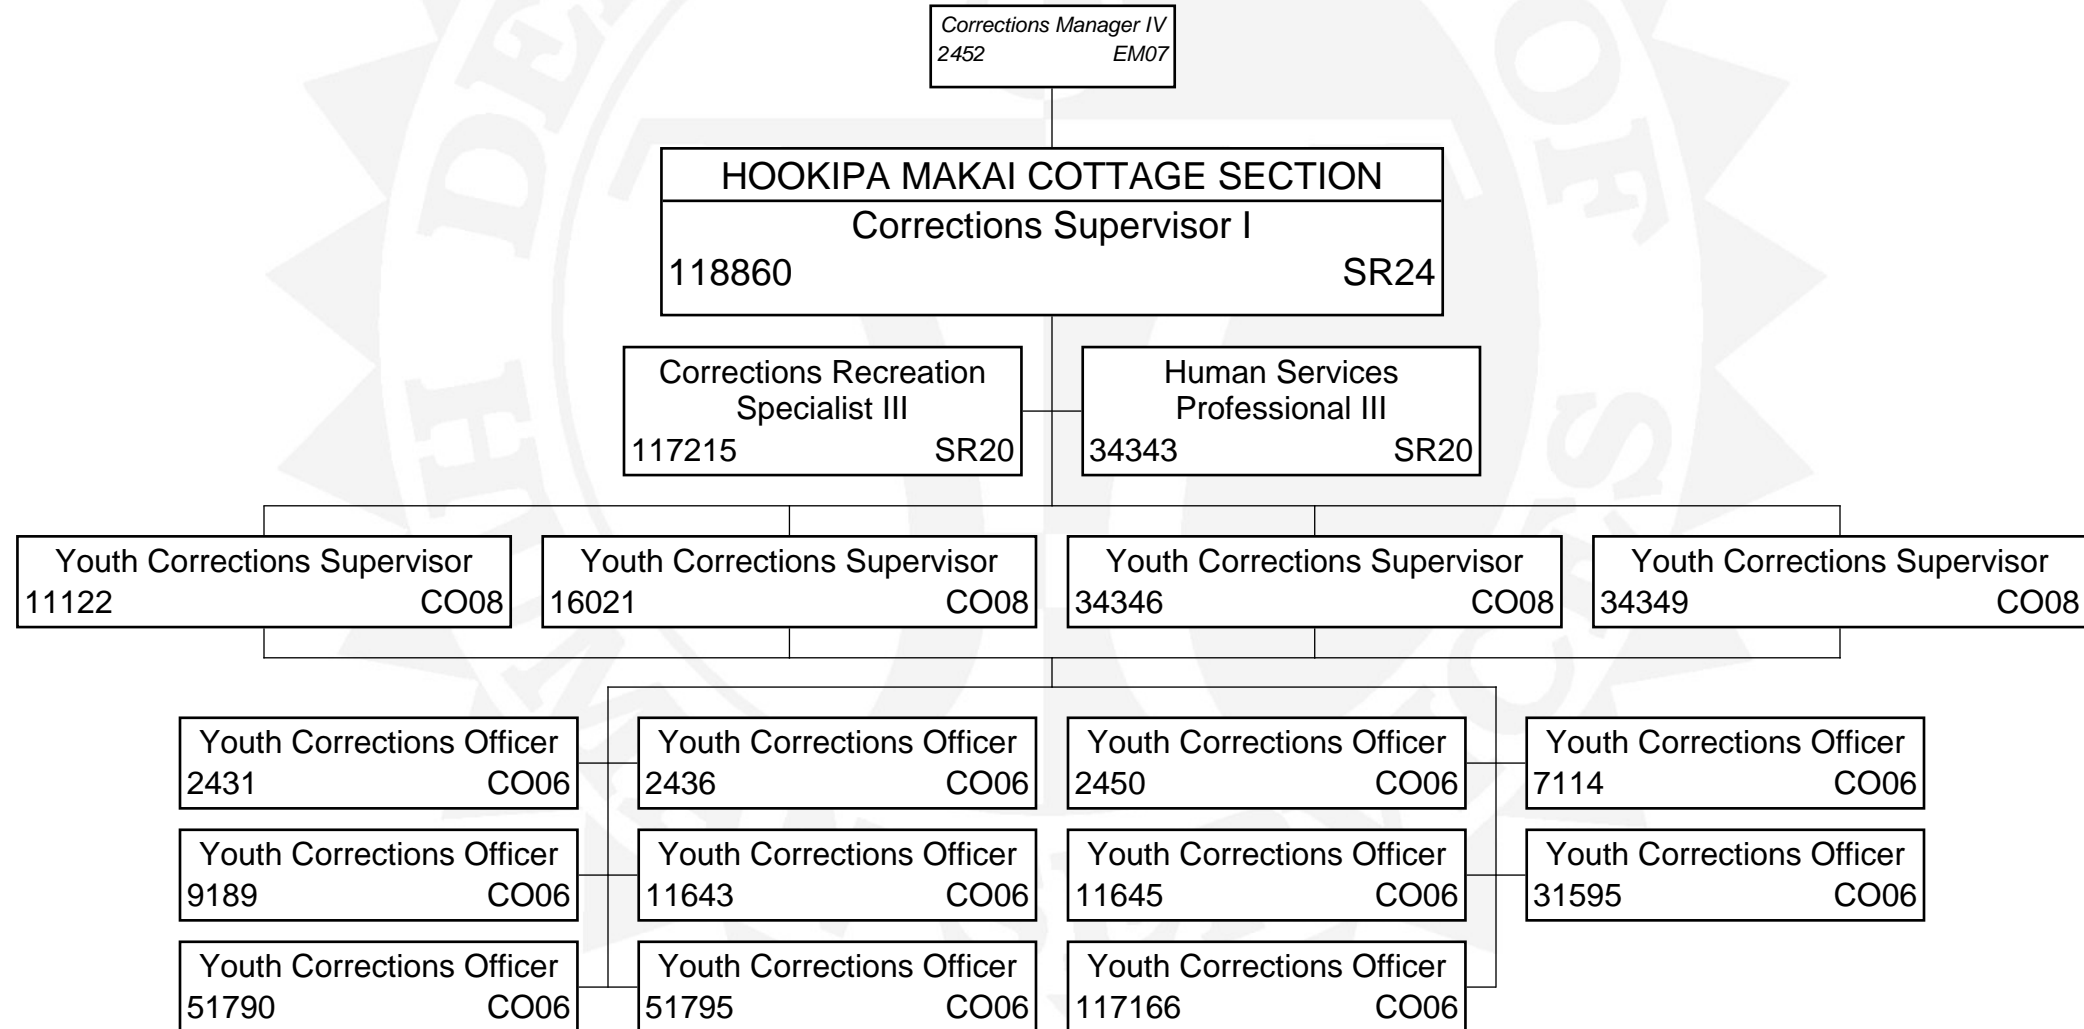 Corrections Manager IV
2452 EM07
HOOKIPA MAKAI COTTAGE SECTION
Corrections Supervisor I
118860 SR24
Corrections Recreation
Specialist III
117215 SR20
Human Services
Professional III
34343 SR20
Youth Corrections Supervisor
11122 CO08
Youth Corrections Supervisor
16021 CO08
Youth Corrections Supervisor
34346 CO08
Youth Corrections Supervisor
34349 CO08
Youth Corrections Officer
2431 CO06
Youth Corrections Officer
2436 CO06
Youth Corrections Officer
2450 CO06
Youth Corrections Officer
7114 CO06
Youth Corrections Officer
9189 CO06
Youth Corrections Officer
11643 CO06
Youth Corrections Officer
11645 CO06
Youth Corrections Officer
31595 CO06
Youth Corrections Officer
51790 CO06
Youth Corrections Officer
51795 CO06
Youth Corrections Officer
117166 CO06